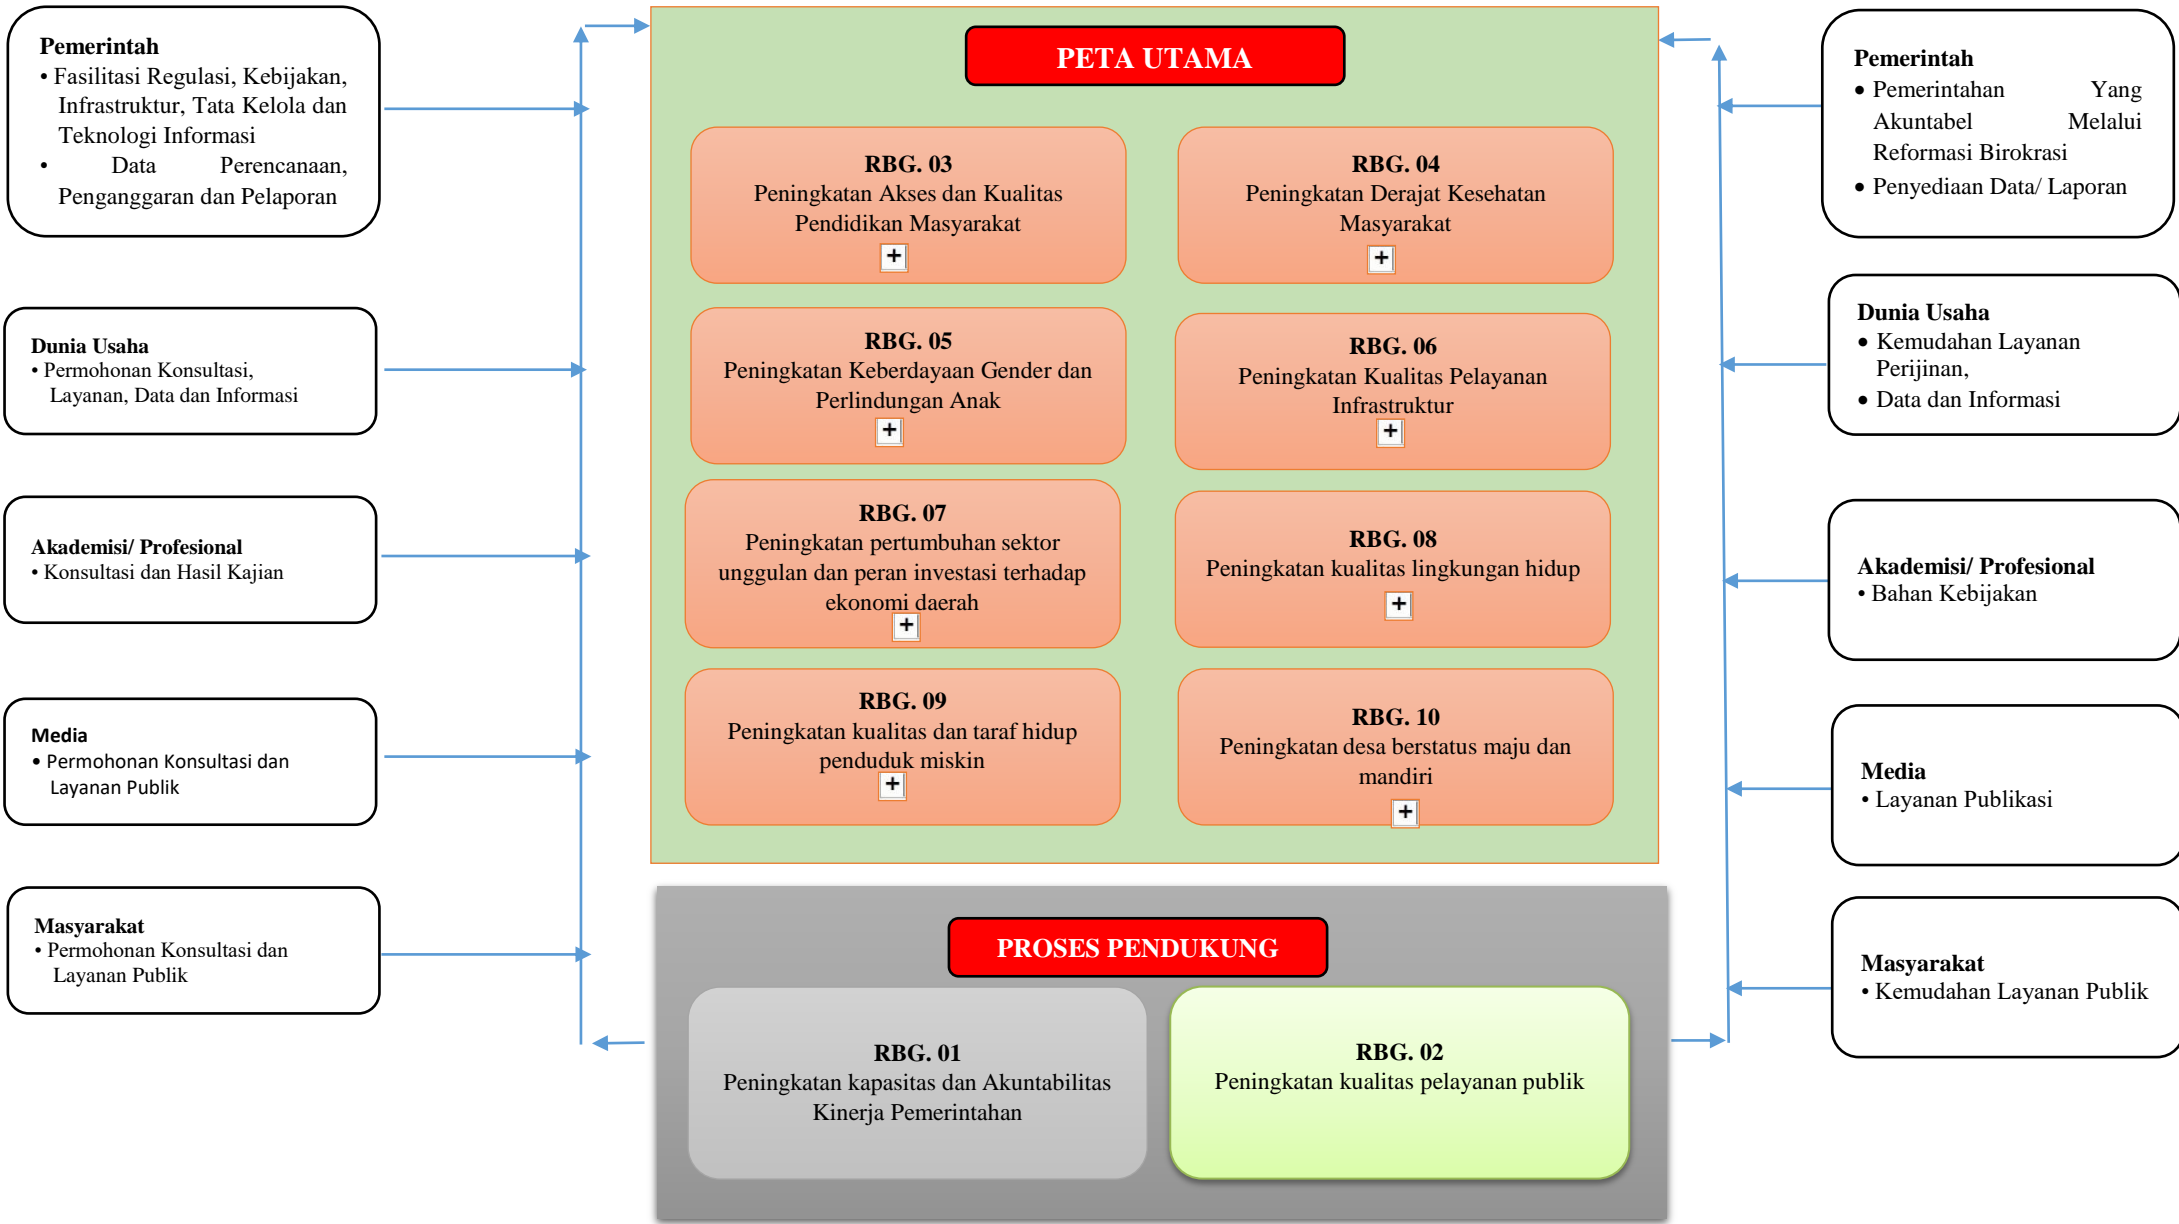 Pemerintah
• Fasilitasi Regulasi, Kebijakan,
Infrastruktur, Tata Kelola dan
Teknologi Informasi
• Data Perencanaan,
Penganggaran dan Pelaporan
Dunia Usaha
• Permohonan Konsultasi,
Layanan, Data dan Informasi
Akademisi/ Profesional
• Konsultasi dan Hasil Kajian
Media
• Permohonan Konsultasi dan
Layanan Publik
Masyarakat
• Permohonan Konsultasi dan
Layanan Publik
PETA UTAMA
RBG. 03
Peningkatan Akses dan Kualitas
Pendidikan Masyarakat
+
RBG. 04
Peningkatan Derajat Kesehatan
Masyarakat
+
RBG. 05
Peningkatan Keberdayaan Gender dan
Perlindungan Anak
+
RBG. 06
Peningkatan Kualitas Pelayanan
Infrastruktur
+
RBG. 07
Peningkatan pertumbuhan sektor
unggulan dan peran investasi terhadap
ekonomi daerah
+
RBG. 08
Peningkatan kualitas lingkungan hidup
+
RBG. 09
Peningkatan kualitas dan taraf hidup
penduduk miskin
+
RBG. 10
Peningkatan desa berstatus maju dan
mandiri
+
PROSES PENDUKUNG
RBG. 01
Peningkatan kapasitas dan Akuntabilitas
Kinerja Pemerintahan
RBG. 02
Peningkatan kualitas pelayanan publik
Pemerintah
• Pemerintahan Yang
Akuntabel Melalui
Reformasi Birokrasi
• Penyediaan Data/ Laporan
Dunia Usaha
• Kemudahan Layanan
Perijinan,
• Data dan Informasi
Akademisi/ Profesional
• Bahan Kebijakan
Media
• Layanan Publikasi
Masyarakat
• Kemudahan Layanan Publik